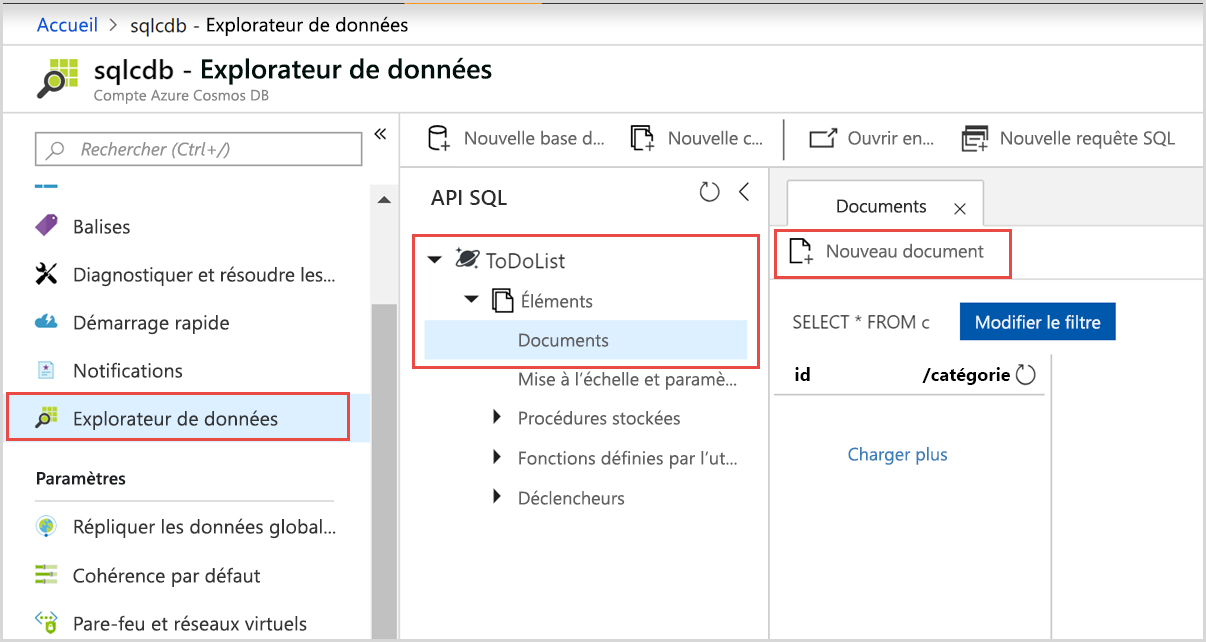 Accueil > sqlcdb - Explorateur de données
sqlcdb - Explorateur de données
Compte Azure Cosmos DB
Rechercher (Ctrl+/)
«
Balises
Diagnostiquer et résoudre les...
Démarrage rapide
Notifications
Explorateur de données
Paramètres
Répliquer les données global...
Cohérence par défaut
Pare-feu et réseaux virtuels
Nouvelle base d...
Nouvelle c...
Ouvrir en...
Nouvelle requête SQL
API SQL
ToDoList
Éléments
Documents
Mise à l’échelle et paramè...
Procédures stockées
Fonctions définies par l’ut...
Déclencheurs
Documents
Nouveau document
SELECT * FROM c
Modifier le filtre
id /catégorie
Charger plus